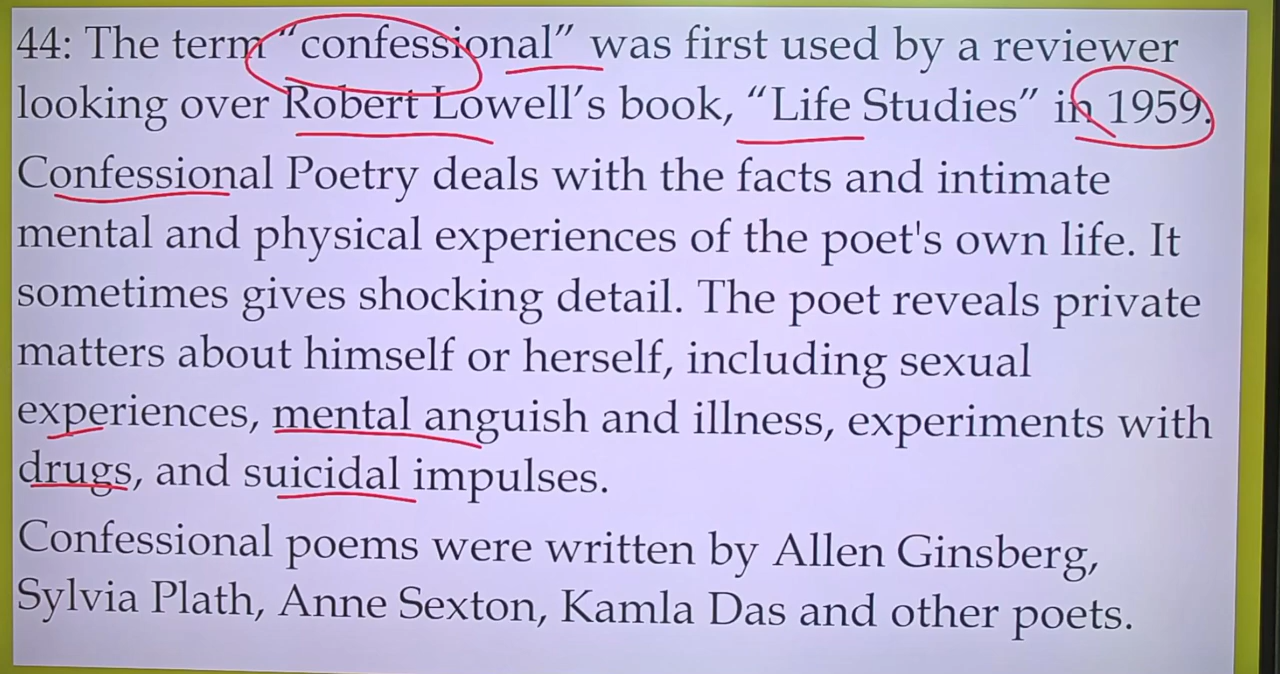 44: The term “confessional” was first used by a reviewer
looking over Robert Lowell’s book, “Life Studies” in 1959.
Confessional Poetry deals with the facts and intimate
mental and physical experiences of the poet's own life. It
sometimes gives shocking detail. The poet reveals private
matters about himself or herself, including sexual
experiences, mental anguish and illness, experiments with
drugs, and suicidal impulses.
Confessional poems were written by Allen Ginsberg,
Sylvia Plath, Anne Sexton, Kamla Das and other poets.